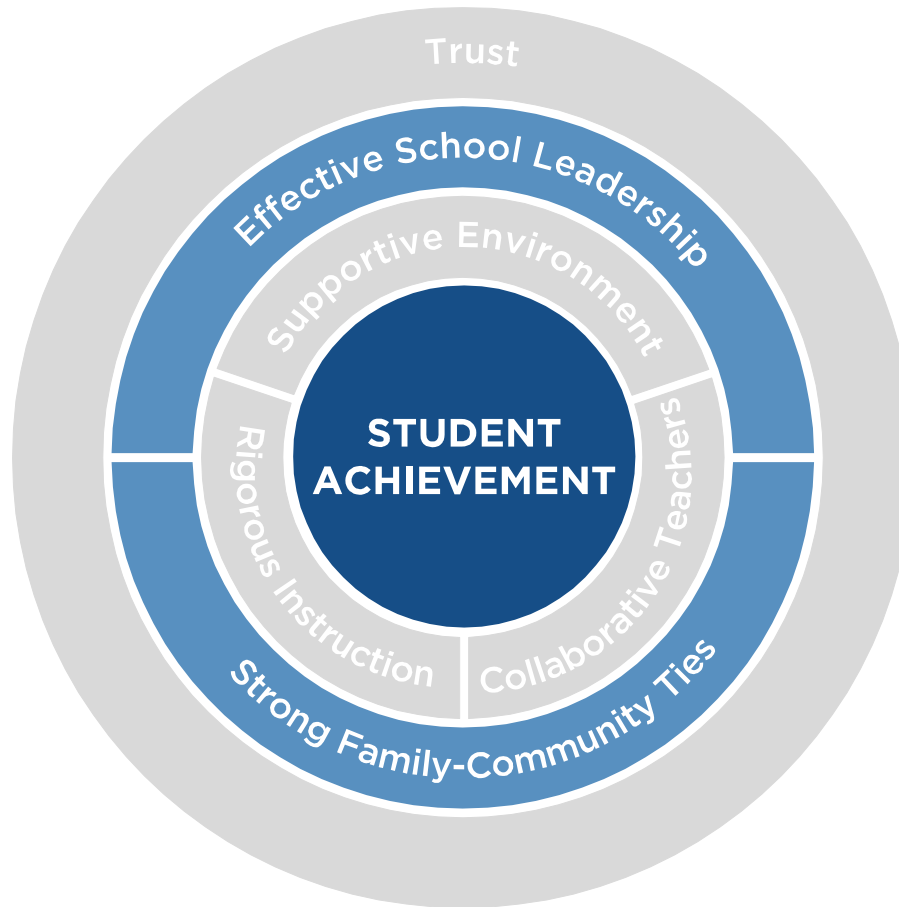 Trust
Effective School Leadership
Supportive Environment
STUDENT
ACHIEVEMENT
Rigorous Instruction
Collaborative Teachers
Strong Family-Community Ties